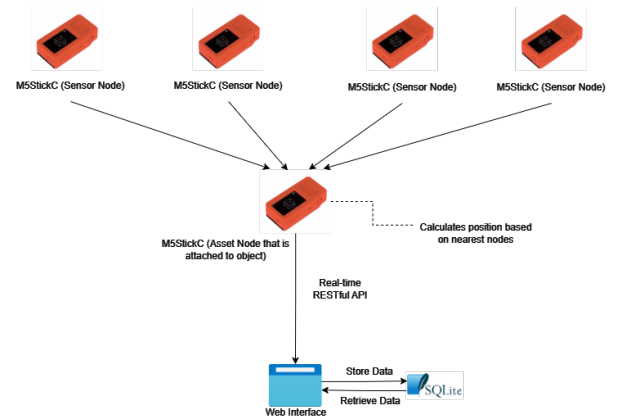 M5StickC (Sensor Node)
M5StickC (Sensor Node)
M5StickC (Sensor Node)
M5StickC (Sensor Node)
Calculates position based
on nearest nodes
M5StickC (Asset Node that is
attached to object)
Real-time
RESTful API
Store Data
SQLite
Retrieve Data
Web Interface